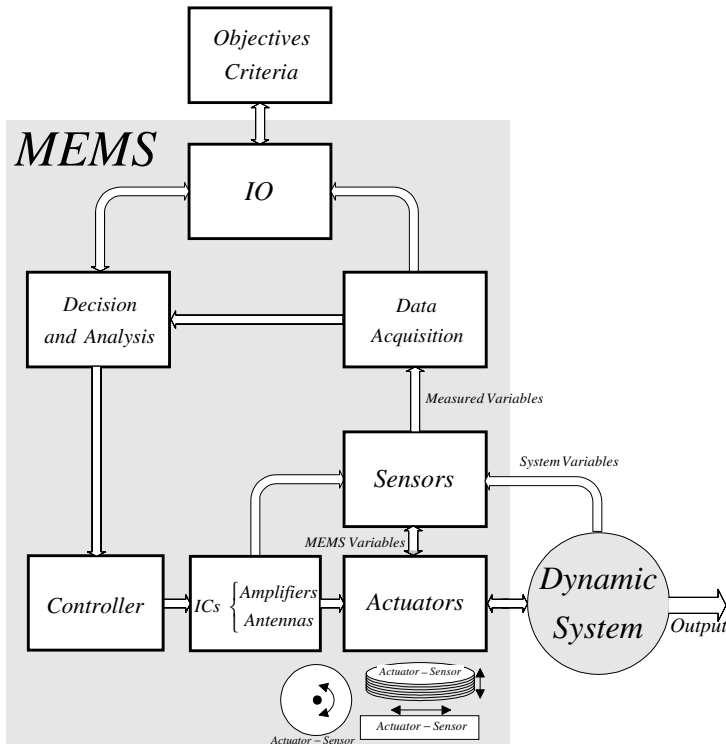 Objectives
Criteria
MEMS
IO
Decision
and Analysis
Data
Acquisition
Measured Variables
Sensors
System Variables
MEMS Variables
Controller
ICs { Amplifiers
Antennas
Actuators
Dynamic
System
Output
Actuator – Sensor
Actuator – Sensor
Actuator – Sensor